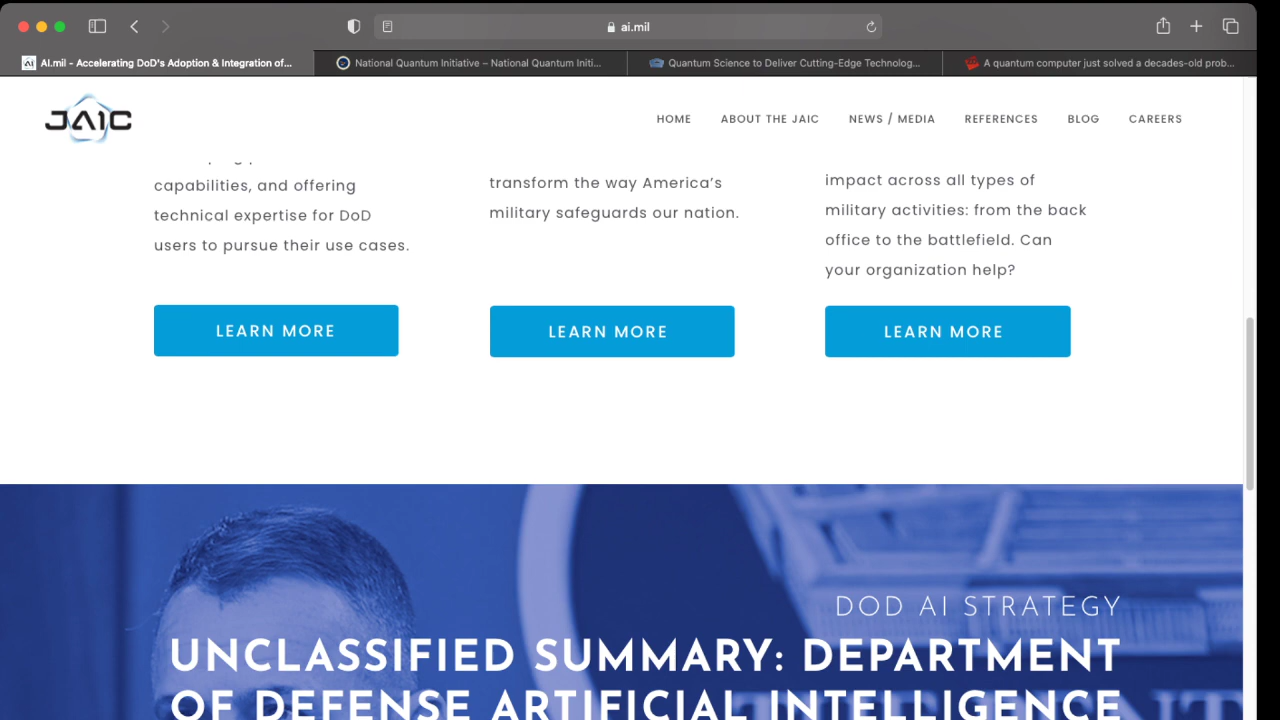 ai.mil
AI.mil - Accelerating DoD's Adoption & Integration of...
National Quantum Initiative – National Quantum Initi...
Quantum Science to Deliver Cutting-Edge Technolog...
A quantum computer just solved a decades-old prob...
JAIC
HOME
ABOUT THE JAIC
NEWS / MEDIA
REFERENCES
BLOG
CAREERS
capabilities, and offering
technical expertise for DoD
users to pursue their use cases.
LEARN MORE
transform the way America's
military safeguards our nation.
LEARN MORE
impact across all types of
military activities: from the back
office to the battlefield. Can
your organization help?
LEARN MORE
DOD AI STRATEGY
UNCLASSIFIED SUMMARY: DEPARTMENT
OF DEFENSE ARTIFICIAL INTELLIGENCE